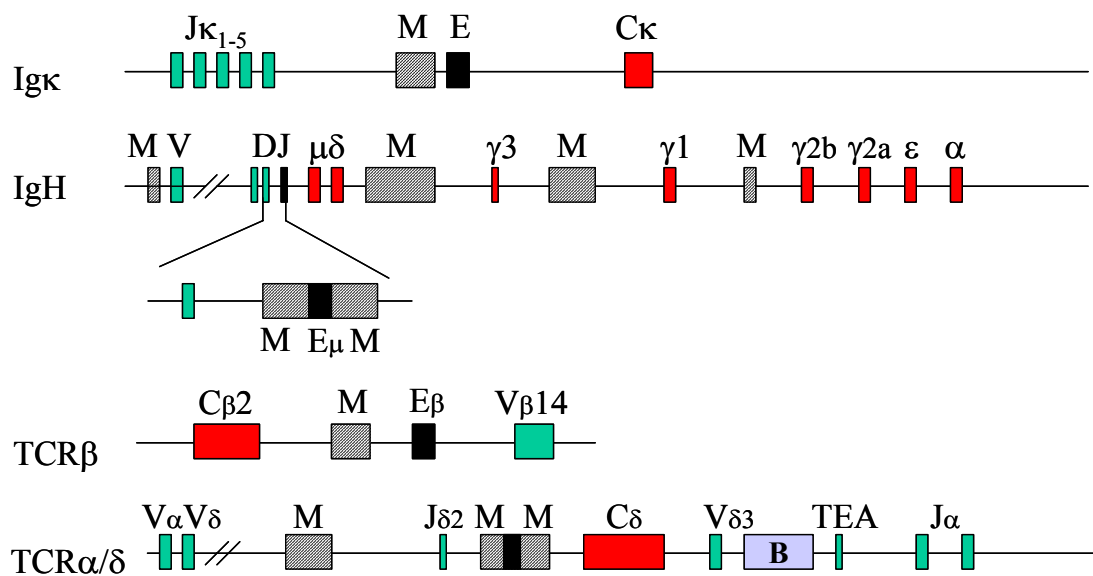 Jκ1-5 M E Cκ
Igκ
M V DJ μδ M γ3 M γ1 M γ2b γ2a ε α
IgH
M Eμ M
Cβ2 M Eβ Vβ14
TCRβ
VαVδ M Jδ2 M M Cδ Vδ3 TEA Jα
B
TCRα/δ